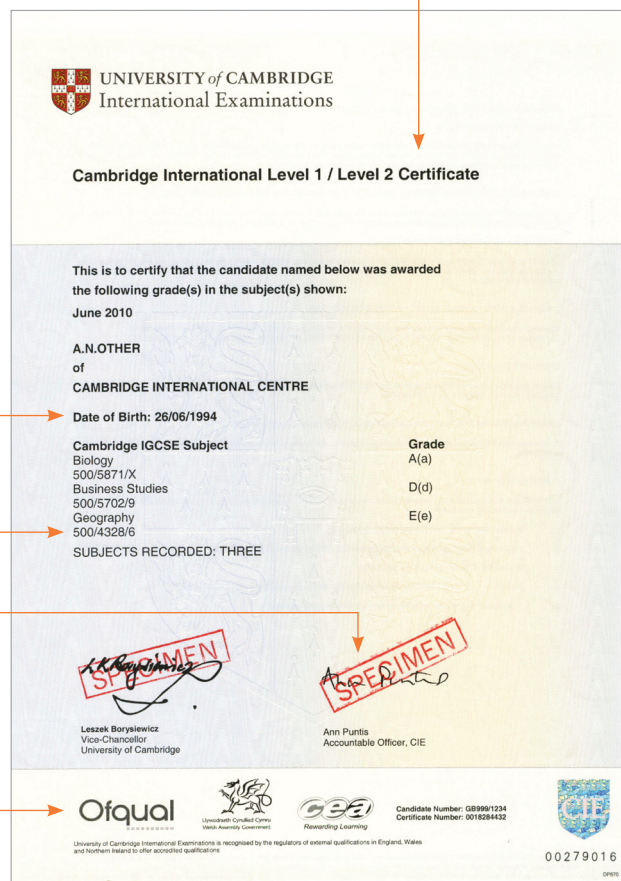 UNIVERSITY of CAMBRIDGE
International Examinations
Cambridge International Level 1 / Level 2 Certificate
This is to certify that the candidate named below was awarded
the following grade(s) in the subject(s) shown:
June 2010
A.N.OTHER
of
CAMBRIDGE INTERNATIONAL CENTRE
Date of Birth: 26/06/1994
Cambridge IGCSE Subject Grade
Biology A(a)
500/5871/X
Business Studies D(d)
500/5702/9
Geography E(e)
500/4328/6
SUBJECTS RECORDED: THREE
SPECIMEN
SPECIMEN
Ann Puntis
Leszek Borysiewicz
Vice-Chancellor
University of Cambridge
Ann Puntis
Accountable Officer, CIE
Ofqual
Llywodraeth Cynulliad Cymru
Welsh Assembly Government
cea
Rewarding Learning
Candidate Number: GB999/1234
Certificate Number: 0018284432
CIE
University of Cambridge International Examinations is recognised by the regulators of external qualifications in England, Wales
and Northern Ireland to offer accredited qualifications
00279016
DP670